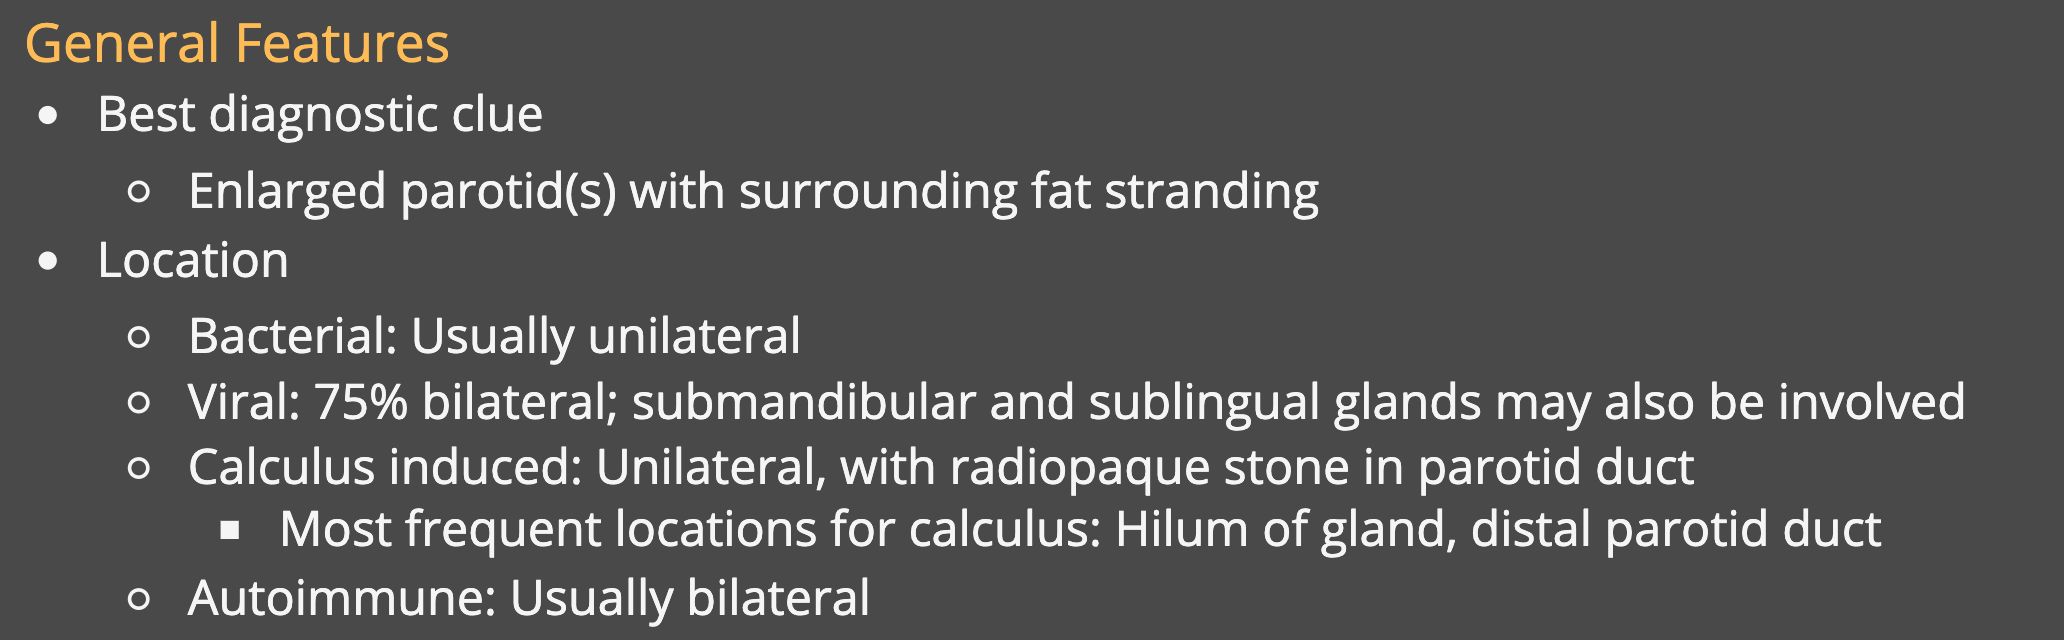 General Features
• Best diagnostic clue
○ Enlarged parotid(s) with surrounding fat stranding
• Location
○ Bacterial: Usually unilateral
○ Viral: 75% bilateral; submandibular and sublingual glands may also be involved
○ Calculus induced: Unilateral, with radiopaque stone in parotid duct
▪ Most frequent locations for calculus: Hilum of gland, distal parotid duct
○ Autoimmune: Usually bilateral